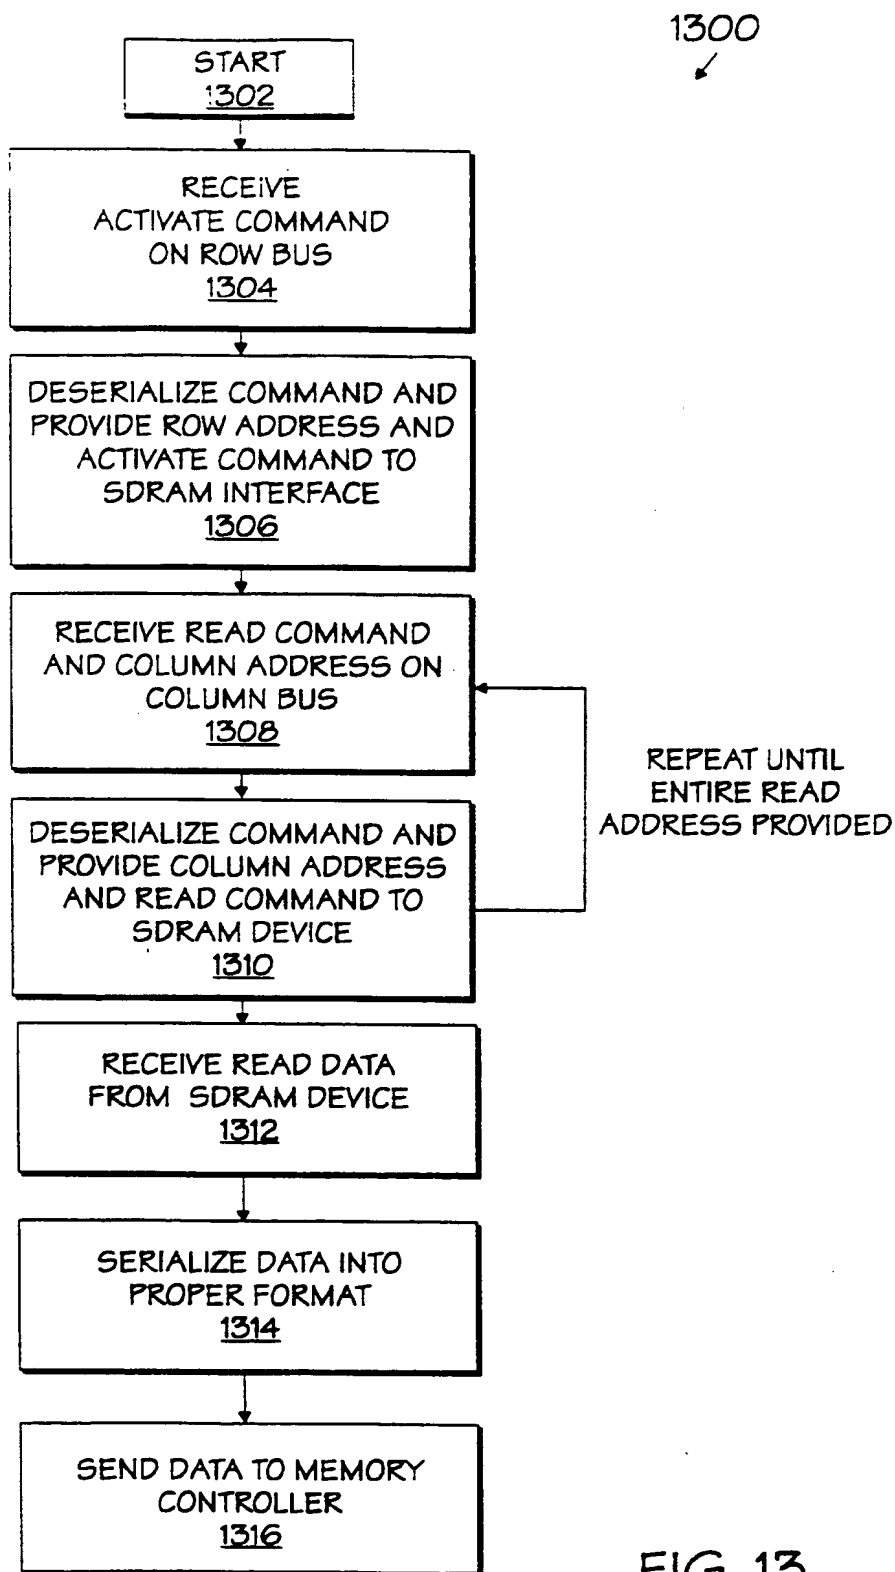 1300
START
1302
RECEIVE
ACTIVATE COMMAND
ON ROW BUS
1304
DESERIALIZE COMMAND AND
PROVIDE ROW ADDRESS AND
ACTIVATE COMMAND TO
SDRAM INTERFACE
1306
RECEIVE READ COMMAND
AND COLUMN ADDRESS ON
COLUMN BUS
1308
DESERIALIZE COMMAND AND
PROVIDE COLUMN ADDRESS
AND READ COMMAND TO
SDRAM DEVICE
1310
REPEAT UNTIL
ENTIRE READ
ADDRESS PROVIDED
RECEIVE READ DATA
FROM SDRAM DEVICE
1312
SERIALIZE DATA INTO
PROPER FORMAT
1314
SEND DATA TO MEMORY
CONTROLLER
1316
FIG. 13